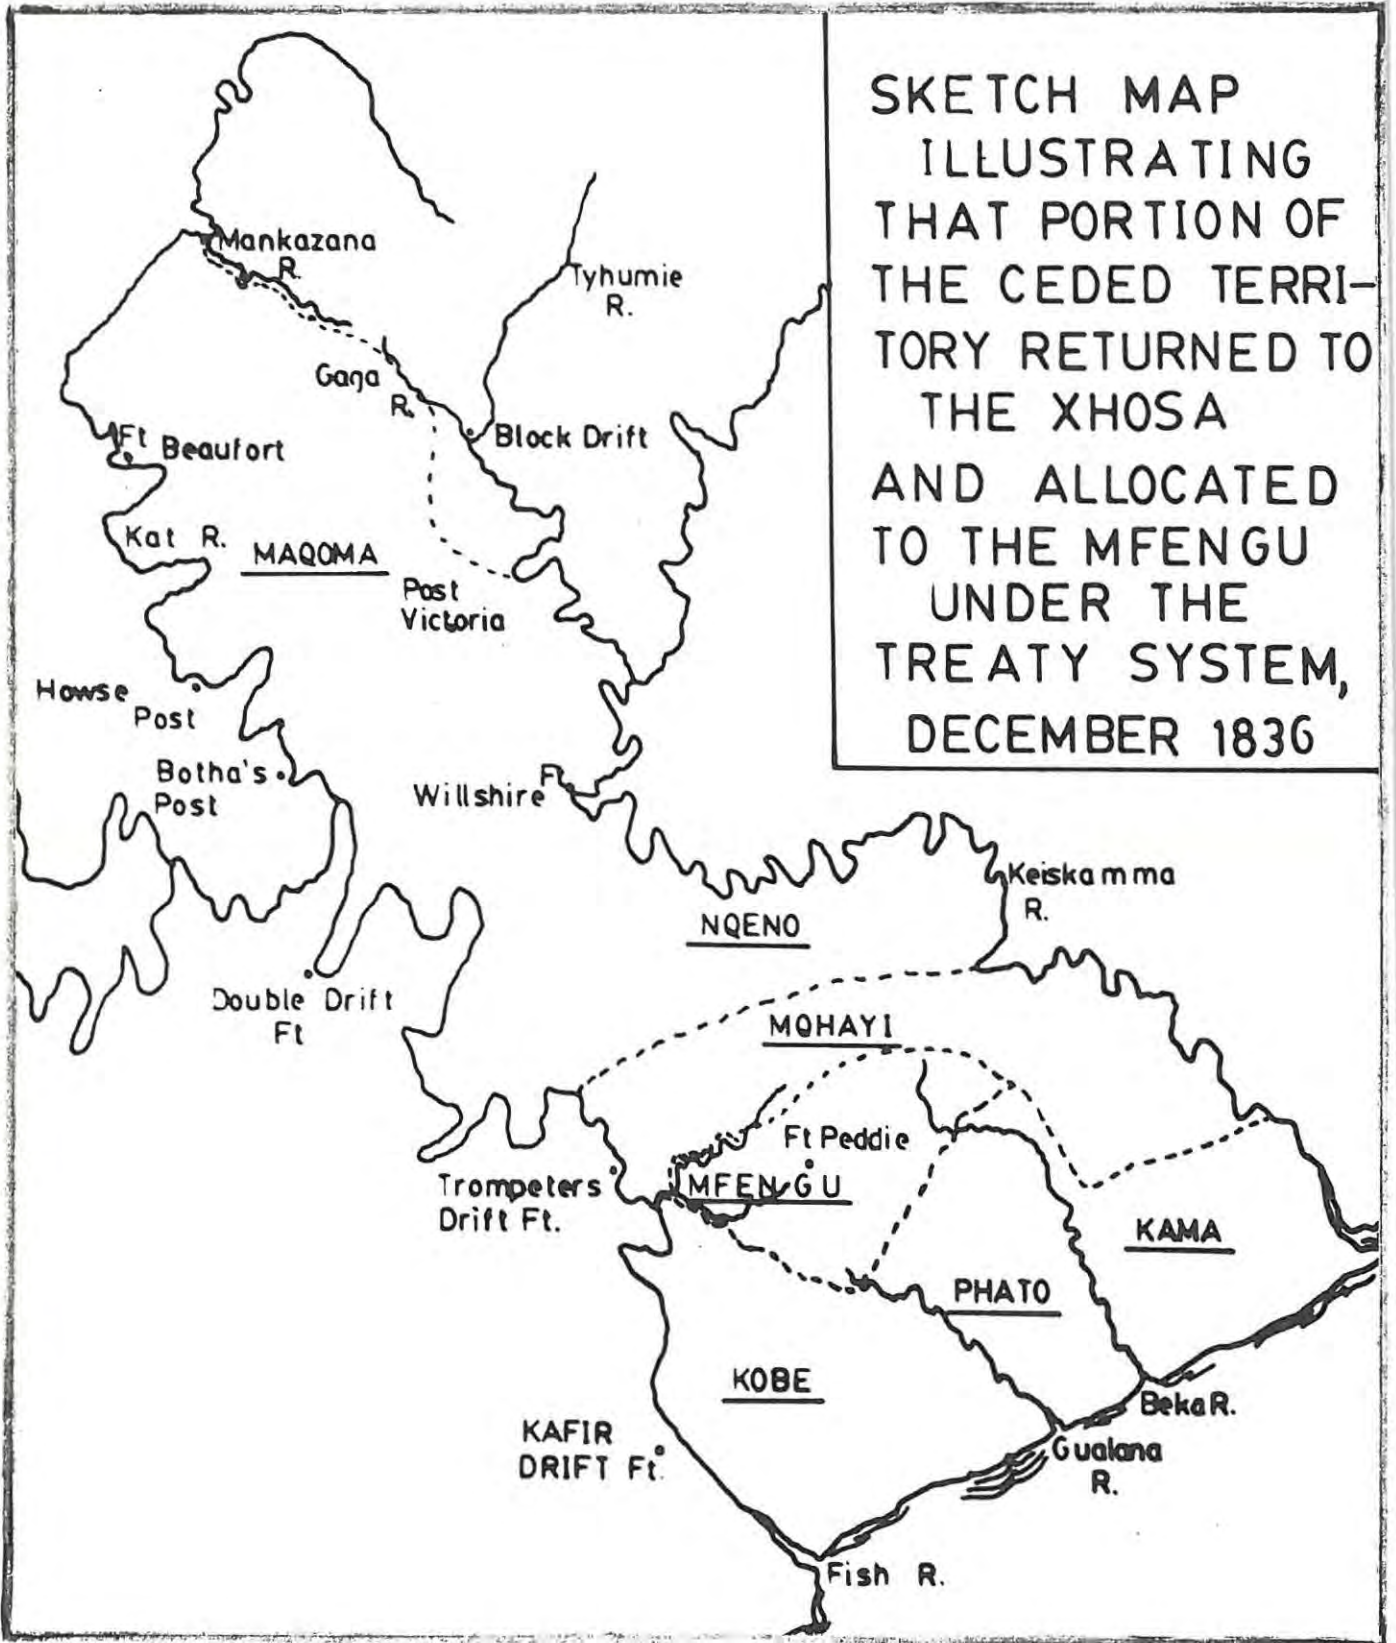 SKETCH MAP
ILLUSTRATING
THAT PORTION OF
THE CEDED TERRI-
TORY RETURNED TO
THE XHOSA
AND ALLOCATED
TO THE MFENGU
UNDER THE
TREATY SYSTEM,
DECEMBER 1836
Mankazana
R.
Tyhumie
R.
Gaga
R.
Block Drift
Ft Beaufort
Kat R.
MAQOMA
Post
Victoria
Howse
Post
Botha's
Post
Ft
Willshire
Keiskamma
R.
NQENO
Double Drift
Ft
MQHAYI
Ft Peddie
Trompeters
Drift Ft.
MFENGU
KAMA
PHATO
KOBE
Beka R.
KAFIR
DRIFT Ft.
Gualana
R.
Fish R.